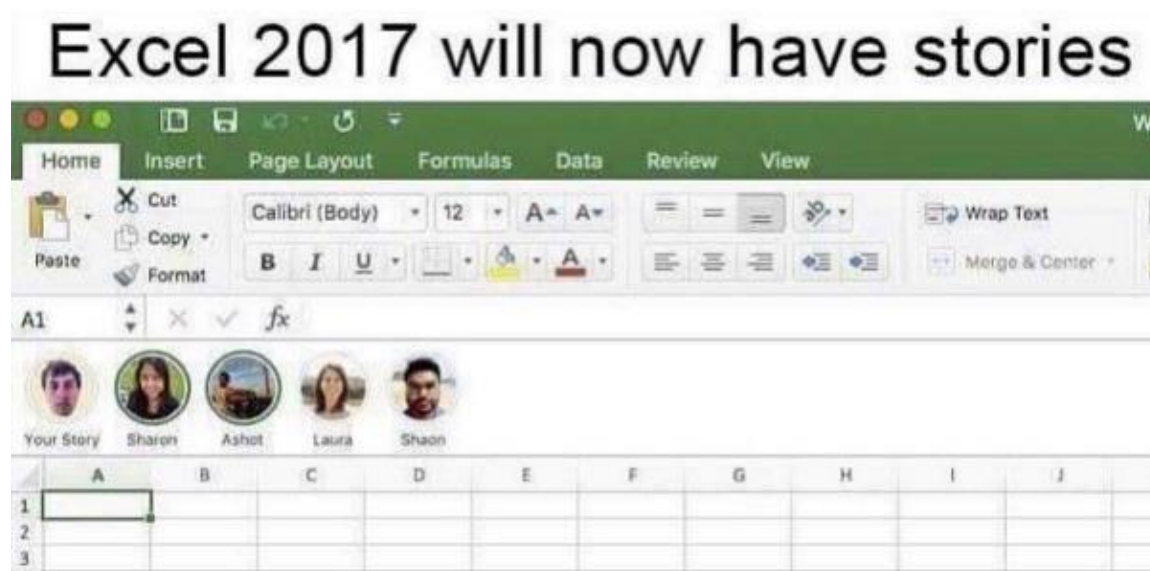 Excel 2017 will now have stories
W
Home Insert Page Layout Formulas Data Review View
Cut
Calibri (Body) 12 A A Wrap Text
Copy
Paste B I U A Merge & Center
Format
A1 fx
Your Story Sharon Ashot Laura Shaon
A B C D E F G H I J
1
2
3